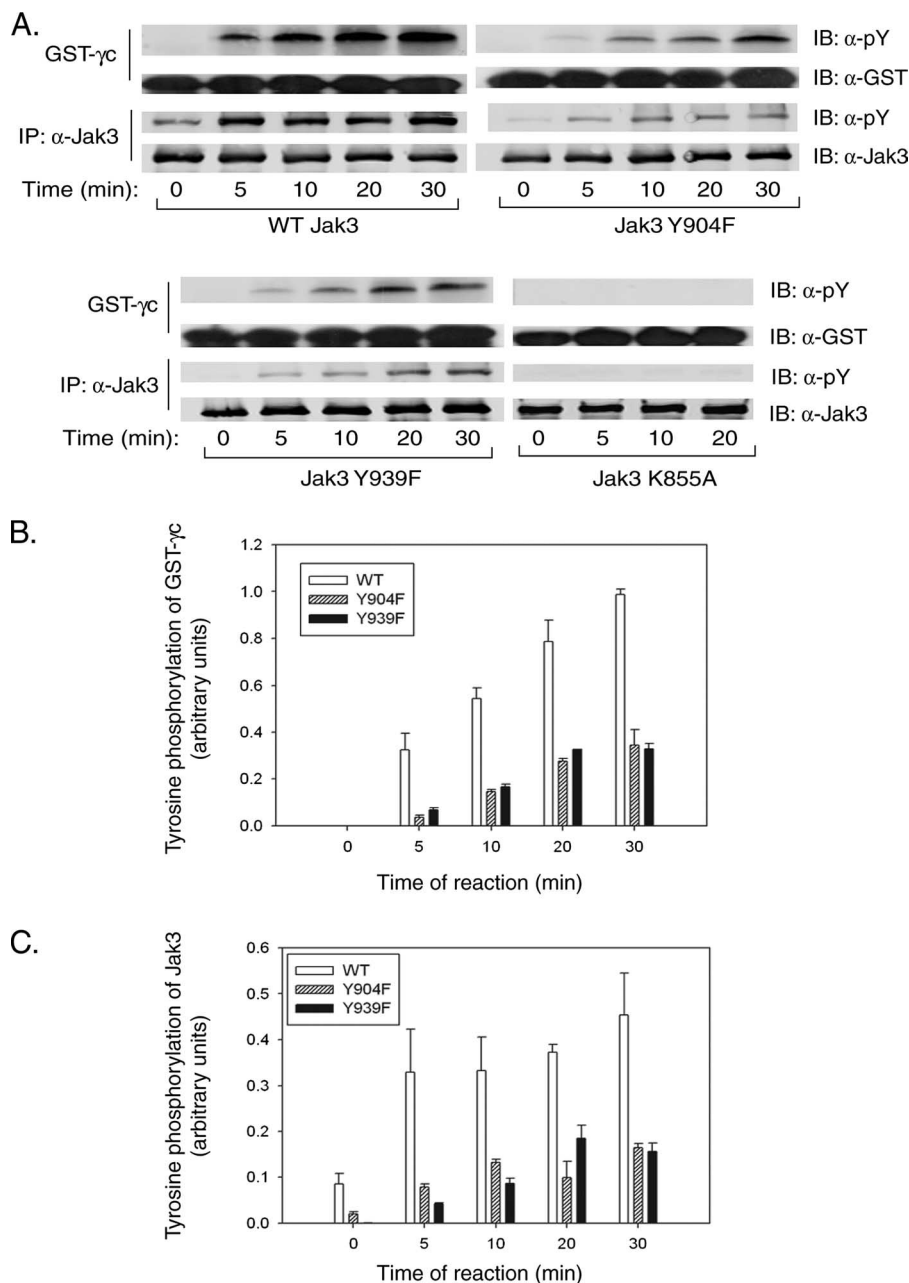 A.
GST-γc
IB: α-pY
IB: α-GST
IP: α-Jak3
IB: α-pY
IB: α-Jak3
Time (min): 0 5 10 20 30 0 5 10 20 30
WT Jak3 Jak3 Y904F
GST-γc
IB: α-pY
IB: α-GST
IP: α-Jak3
IB: α-pY
IB: α-Jak3
Time (min): 0 5 10 20 30 0 5 10 20
Jak3 Y939F Jak3 K855A
B.
Tyrosine phosphorylation of GST-γc
(arbitrary units)
1.2
1.0
0.8
0.6
0.4
0.2
0.0
WT
Y904F
Y939F
0 5 10 20 30
Time of reaction (min)
C.
Tyrosine phosphorylation of Jak3
(arbitrary units)
0.6
0.5
0.4
0.3
0.2
0.1
0.0
WT
Y904F
Y939F
0 5 10 20 30
Time of reaction (min)